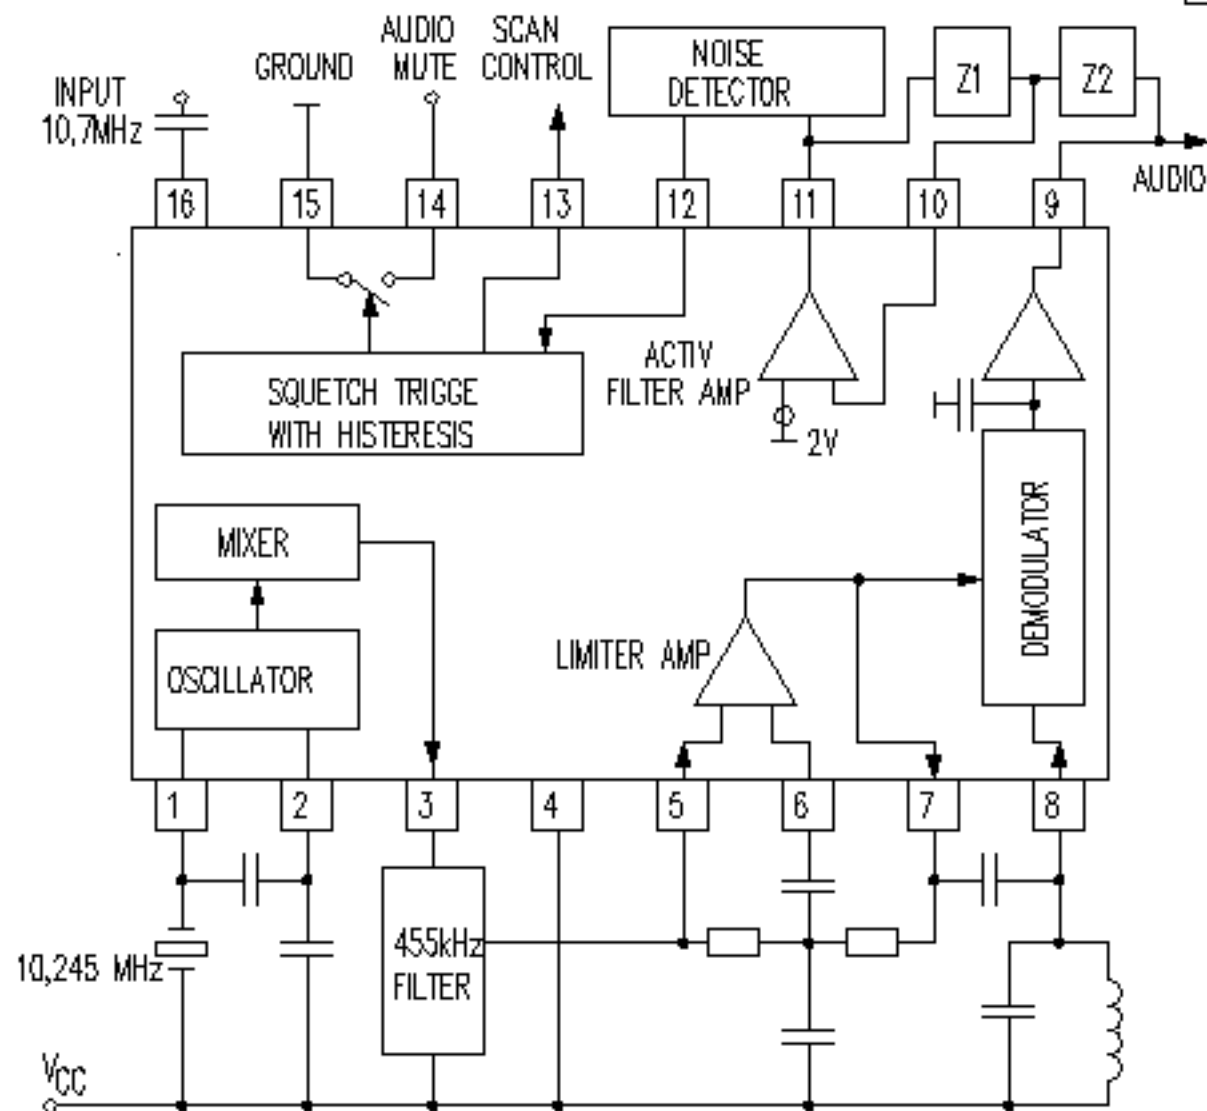 AUDIO MUTE
SCAN CONTROL
GROUND
INPUT
10,7MHz
NOISE
DETECTOR
Z1
Z2
AUDIO
16
15
14
13
12
11
10
9
SQUETCH TRIGGE
WITH HISTERESIS
ACTIV
FILTER AMP
2V
MIXER
OSCILLATOR
LIMITER AMP
DEMODULATOR
1
2
3
4
5
6
7
8
10,245 MHz
455kHz
FILTER
VCC